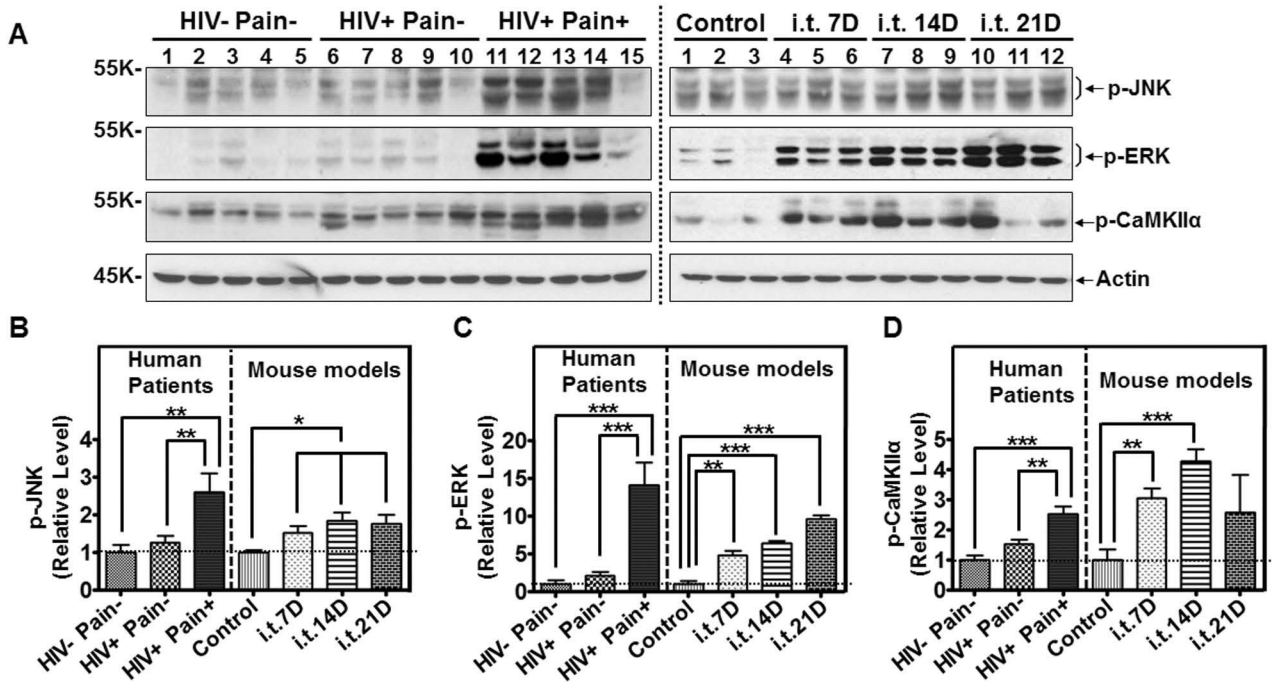 A
HIV- Pain- HIV+ Pain- HIV+ Pain+ Control i.t. 7D i.t. 14D i.t. 21D
1 2 3 4 5 6 7 8 9 10 11 12 13 14 15 1 2 3 4 5 6 7 8 9 10 11 12
55K-
p-JNK
55K-
p-ERK
55K-
p-CaMKIIα
45K-
Actin
B
p-JNK
(Relative Level)
Human
Patients
Mouse models
** ** *
4
3
2
1
0
HIV- Pain-
HIV+ Pain-
HIV+ Pain+
Control
i.t.7D
i.t.14D
i.t.21D
C
p-ERK
(Relative Level)
Human
Patients
Mouse models
*** *** *** *** **
20
15
10
5
0
HIV- Pain-
HIV+ Pain-
HIV+ Pain+
Control
i.t.7D
i.t.14D
i.t.21D
D
p-CaMKIIα
(Relative Level)
Human
Patients
Mouse models
*** ** *** **
5
4
3
2
1
0
HIV- Pain-
HIV+ Pain-
HIV+ Pain+
Control
i.t.7D
i.t.14D
i.t.21D